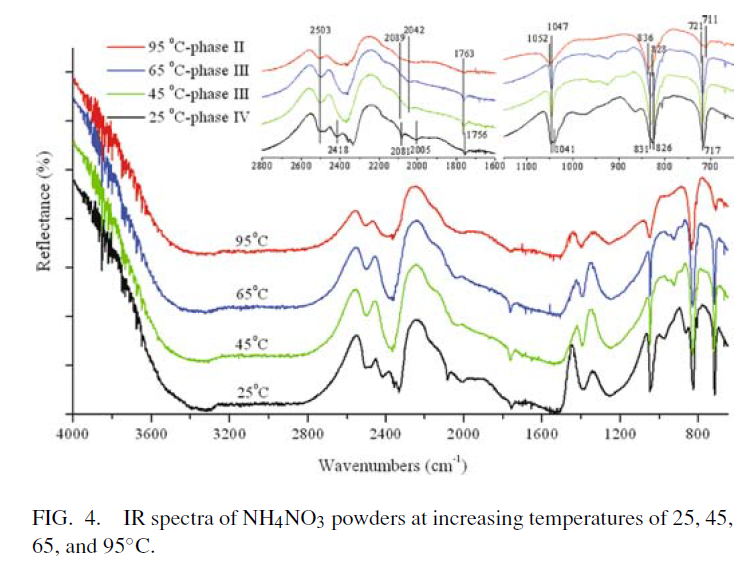 95 °C-phase II
65 °C-phase III
45 °C-phase III
25 °C-phase IV
2503
2089
2042
1763
2418
2081
2005
1756
2800 2600 2400 2200 2000 1800 1600
1047
1052
836
828
721
711
1041
831
826
717
1100 1000 900 800 700
Reflectance (%)
95°C
65°C
45°C
25°C
4000 3600 3200 2800 2400 2000 1600 1200 800
Wavenumbers (cm⁻¹)
FIG. 4. IR spectra of NH4NO3 powders at increasing temperatures of 25, 45,
65, and 95°C.